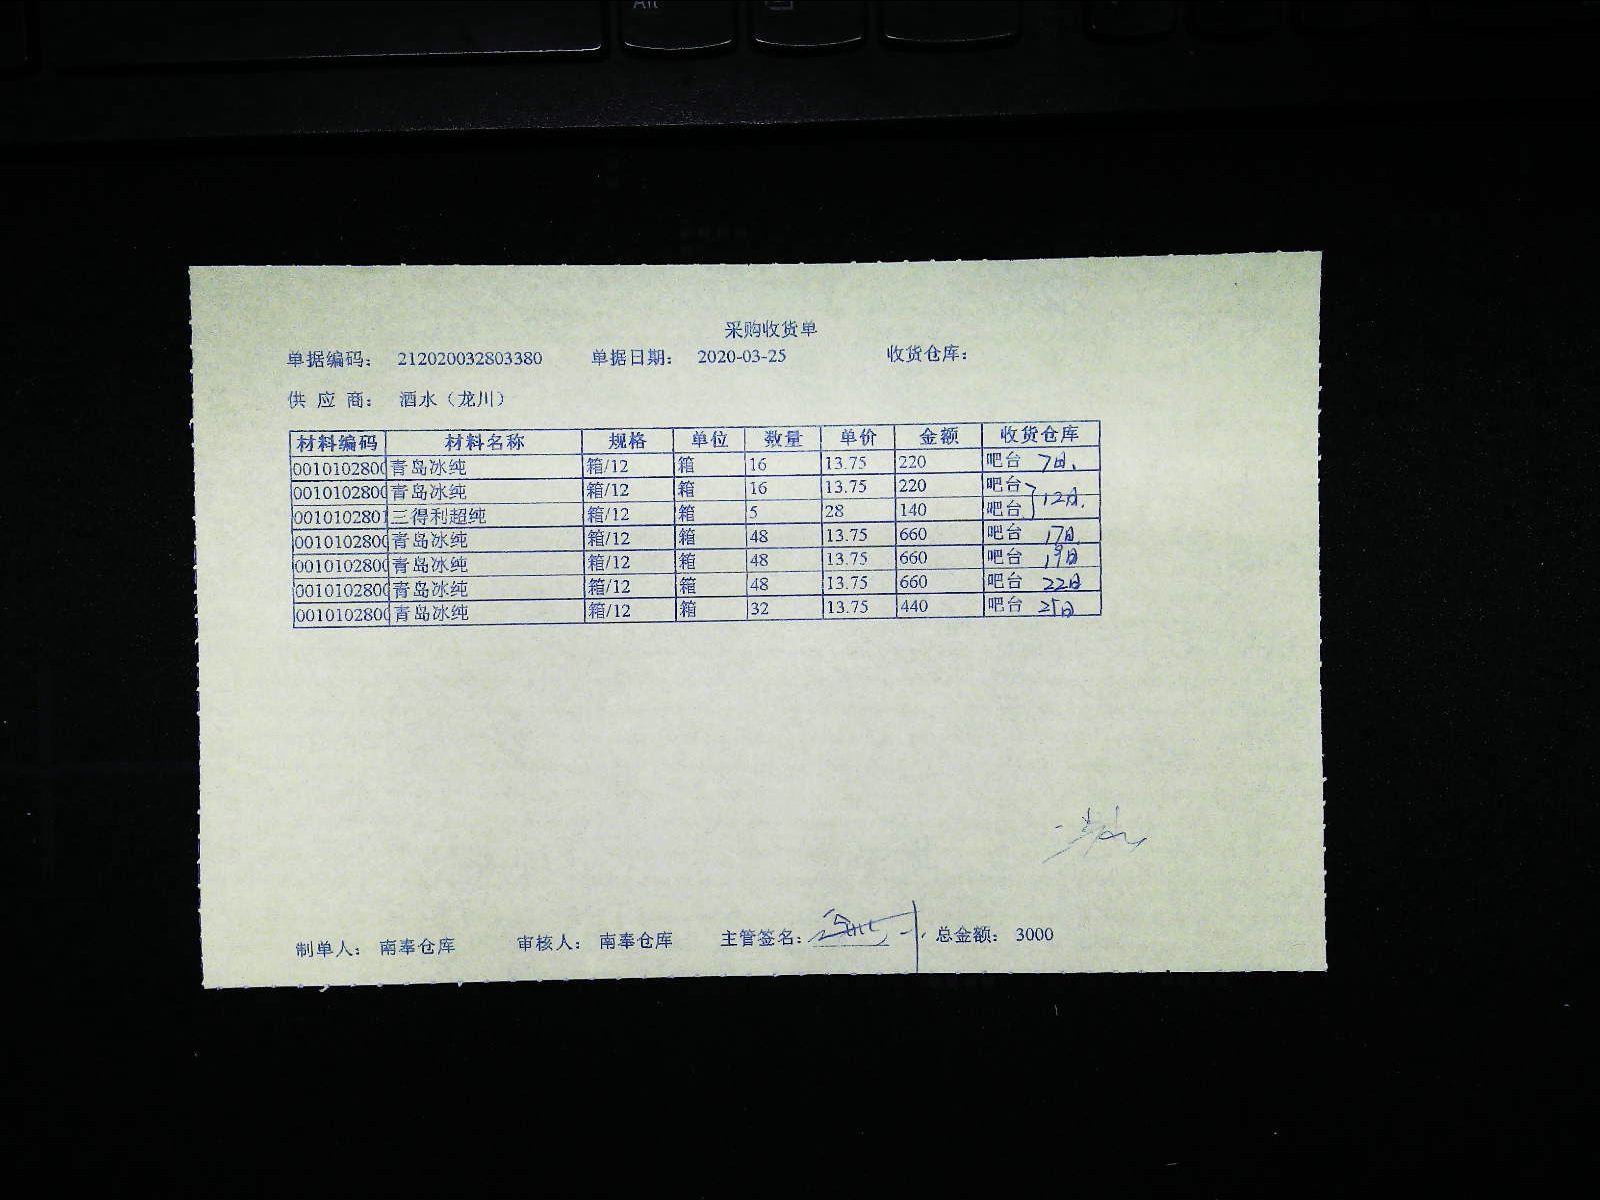 Alt
采购收货单
单据编码： 212020032803380 单据日期： 2020-03-25 收货仓库：
供 应 商： 酒水（龙川）
材料编码 材料名称 规格 单位 数量 单价 金额 收货仓库
0010102800 青岛冰纯 箱/12 箱 16 13.75 220 吧台 7日.
0010102800 青岛冰纯 箱/12 箱 16 13.75 220 吧台
0010102801 三得利超纯 箱/12 箱 5 28 140 吧台 12日.
0010102800 青岛冰纯 箱/12 箱 48 13.75 660 吧台 17日.
0010102800 青岛冰纯 箱/12 箱 48 13.75 660 吧台 19日
0010102800 青岛冰纯 箱/12 箱 48 13.75 660 吧台 22日
0010102800 青岛冰纯 箱/12 箱 32 13.75 440 吧台 25日
制单人： 南奉仓库 审核人： 南奉仓库 主管签名： 总金额： 3000